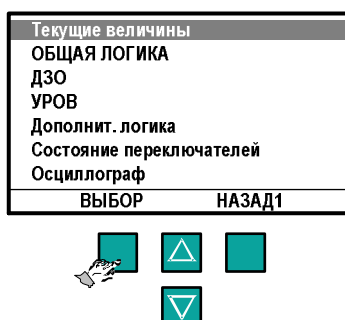 Текущие величины
ОБЩАЯ ЛОГИКА
ДЗО
УРОВ
Дополнит. логика
Состояние переключателей
Осциллограф
ВЫБОР НАЗАД1